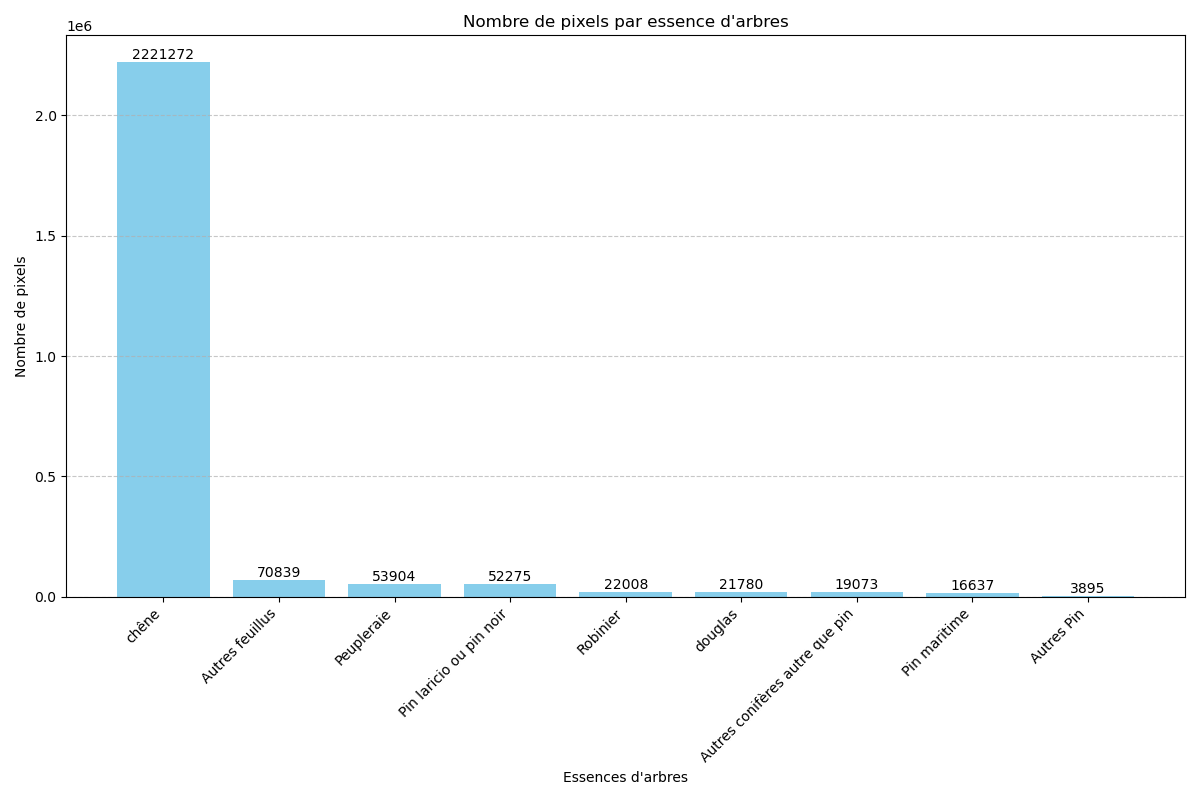 Nombre de pixels par essence d'arbres
1e6
2221272
2.0
1.5
1.0
0.5
0.0
Nombre de pixels
70839
53904
52275
22008
21780
19073
16637
3895
chêne
Autres feuillus
Peupleraie
Pin laricio ou pin noir
Robinier
douglas
Autres conifères autre que pin
Pin maritime
Autres Pin
Essences d'arbres